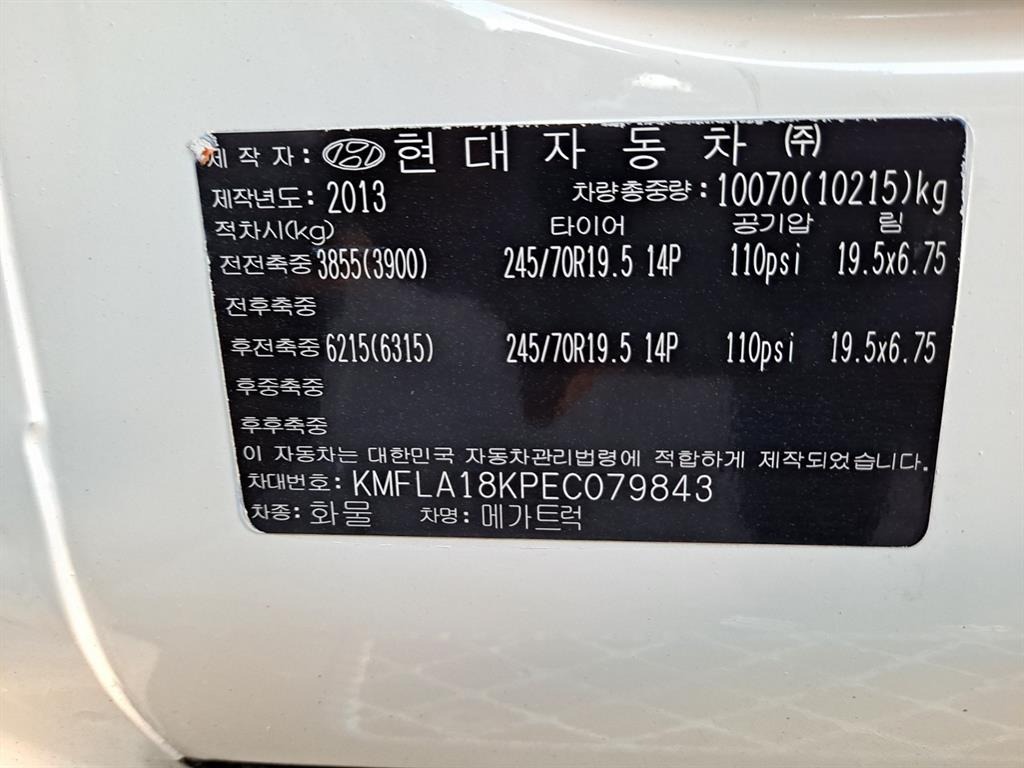 제작자: 현대자동차 (주)
제작년도: 2013 차량총중량: 10070(10215)kg
적차시(kg) 타이어 공기압 림
전전축중 3855(3900) 245/70R19.5 14P 110psi 19.5x6.75
전후축중
후전축중 6215(6315) 245/70R19.5 14P 110psi 19.5x6.75
후중축중
후후축중
이 자동차는 대한민국 자동차관리법령에 적합하게 제작되었습니다.
차대번호: KMFLA18KPEC079843
차종: 화물 차명: 메가트럭